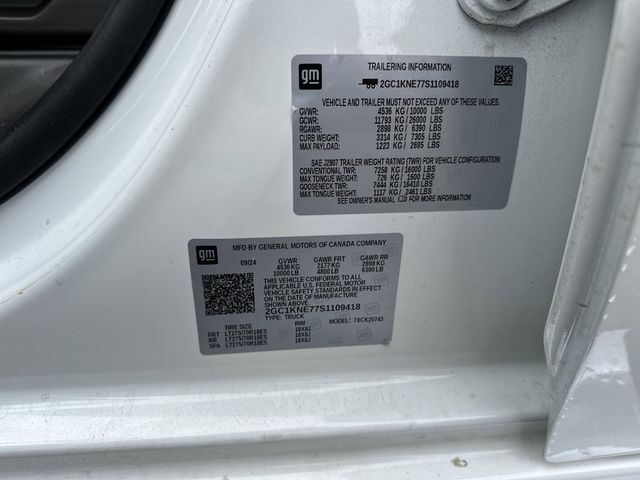 gm
TRAILERING INFORMATION
2GC1KNE77S1109418
VEHICLE AND TRAILER MUST NOT EXCEED ANY OF THESE VALUES.
GVWR: 4536 KG/10000 LBS
GCWR: 11793 KG/26000 LBS
RGAWR: 2898 KG/ 6390 LBS
CURB WEIGHT: 3314 KG/ 7305 LBS
MAX PAYLOAD: 1223 KG/ 2695 LBS
SAE J2807 TRAILER WEIGHT RATING (TWR) FOR VEHICLE CONFIGURATION.
CONVENTIONAL TWR: 7258 KG/16000 LBS
MAX TONGUE WEIGHT: 726 KG/ 1600 LBS
GOOSENECK TWR: 7444 KG/16410 LBS
MAX TONGUE WEIGHT: 1117 KG/ 2461 LBS
SEE OWNER'S MANUAL FOR MORE INFORMATION
gm
MFD BY GENERAL MOTORS OF CANADA COMPANY
09/24 GVWR GAWR FRT GAWR RR
4536 KG 2177 KG 2898 KG
10000 LB 4800 LB 6390 LB
THIS VEHICLE CONFORMS TO ALL
APPLICABLE U.S. FEDERAL MOTOR
VEHICLE SAFETY STANDARDS IN EFFECT
ON THE DATE OF MANUFACTURE
SHOWN ABOVE.
2GC1KNE77S1109418
TYPE: TRUCK MODEL: T8CK20743
TIRE SIZE RIM
FRT LT275/70R18ES 18X8J
RR LT275/70R18ES 18X8J
SPA LT275/70R18ES 18X8J